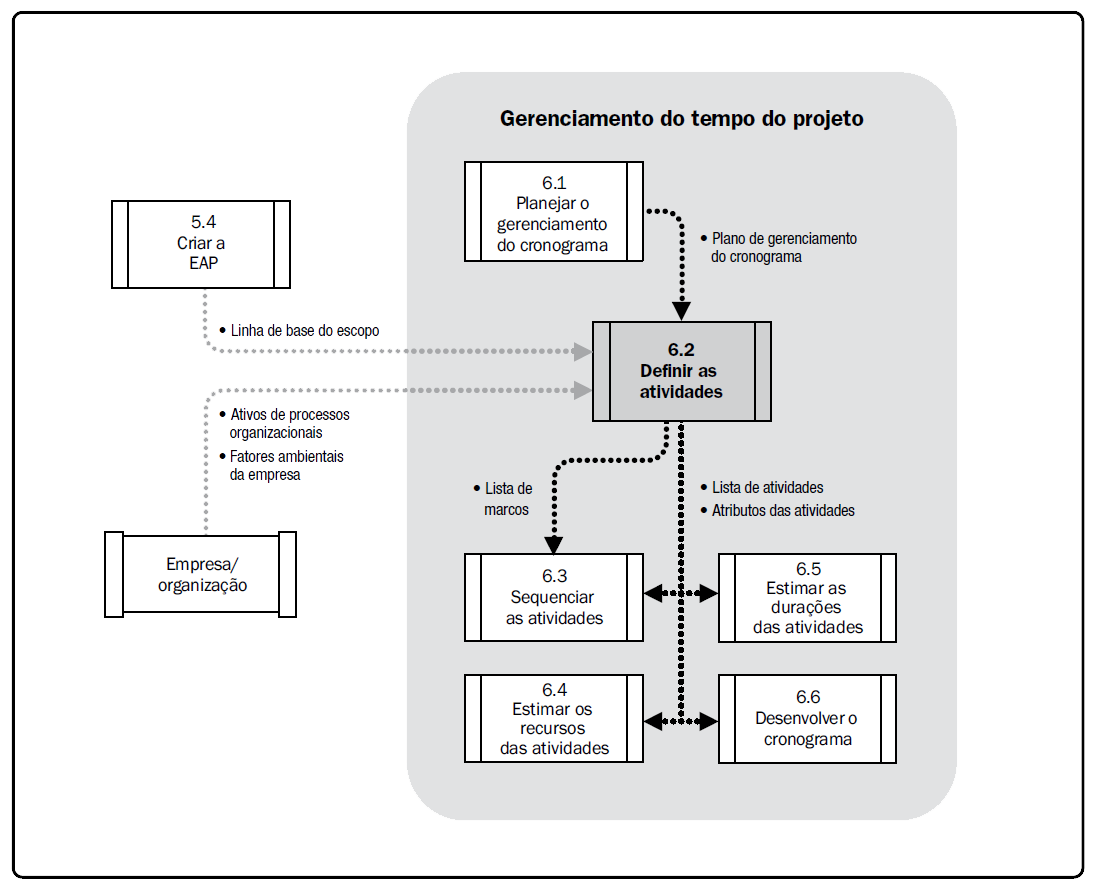 Gerenciamento do tempo do projeto
6.1
Planejar o
gerenciamento
do cronograma
5.4
Criar a
EAP
• Plano de gerenciamento
do cronograma
• Linha de base do escopo
6.2
Definir as
atividades
• Ativos de processos
organizacionais
• Fatores ambientais
da empresa
• Lista de
marcos
• Lista de atividades
• Atributos das atividades
Empresa/
organização
6.3
Sequenciar
as atividades
6.5
Estimar as
durações
das atividades
6.4
Estimar os
recursos
das atividades
6.6
Desenvolver o
cronograma